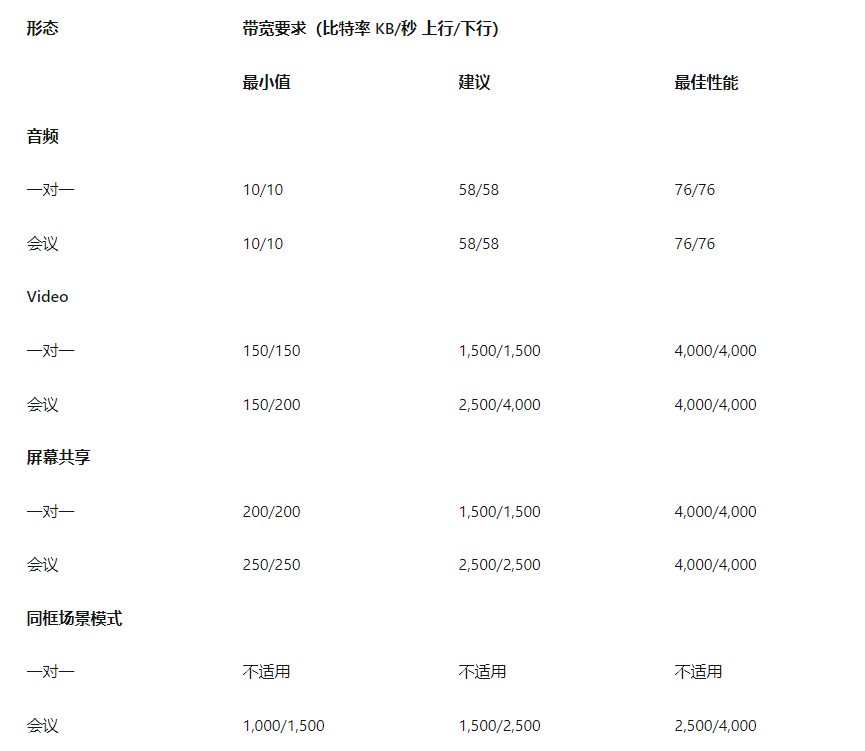 形态 带宽要求（比特率 KB/秒 上行/下行）
最小值 建议 最佳性能
音频
一对一 10/10 58/58 76/76
会议 10/10 58/58 76/76
Video
一对一 150/150 1,500/1,500 4,000/4,000
会议 150/200 2,500/4,000 4,000/4,000
屏幕共享
一对一 200/200 1,500/1,500 4,000/4,000
会议 250/250 2,500/2,500 4,000/4,000
同框场景模式
一对一 不适用 不适用 不适用
会议 1,000/1,500 1,500/2,500 2,500/4,000